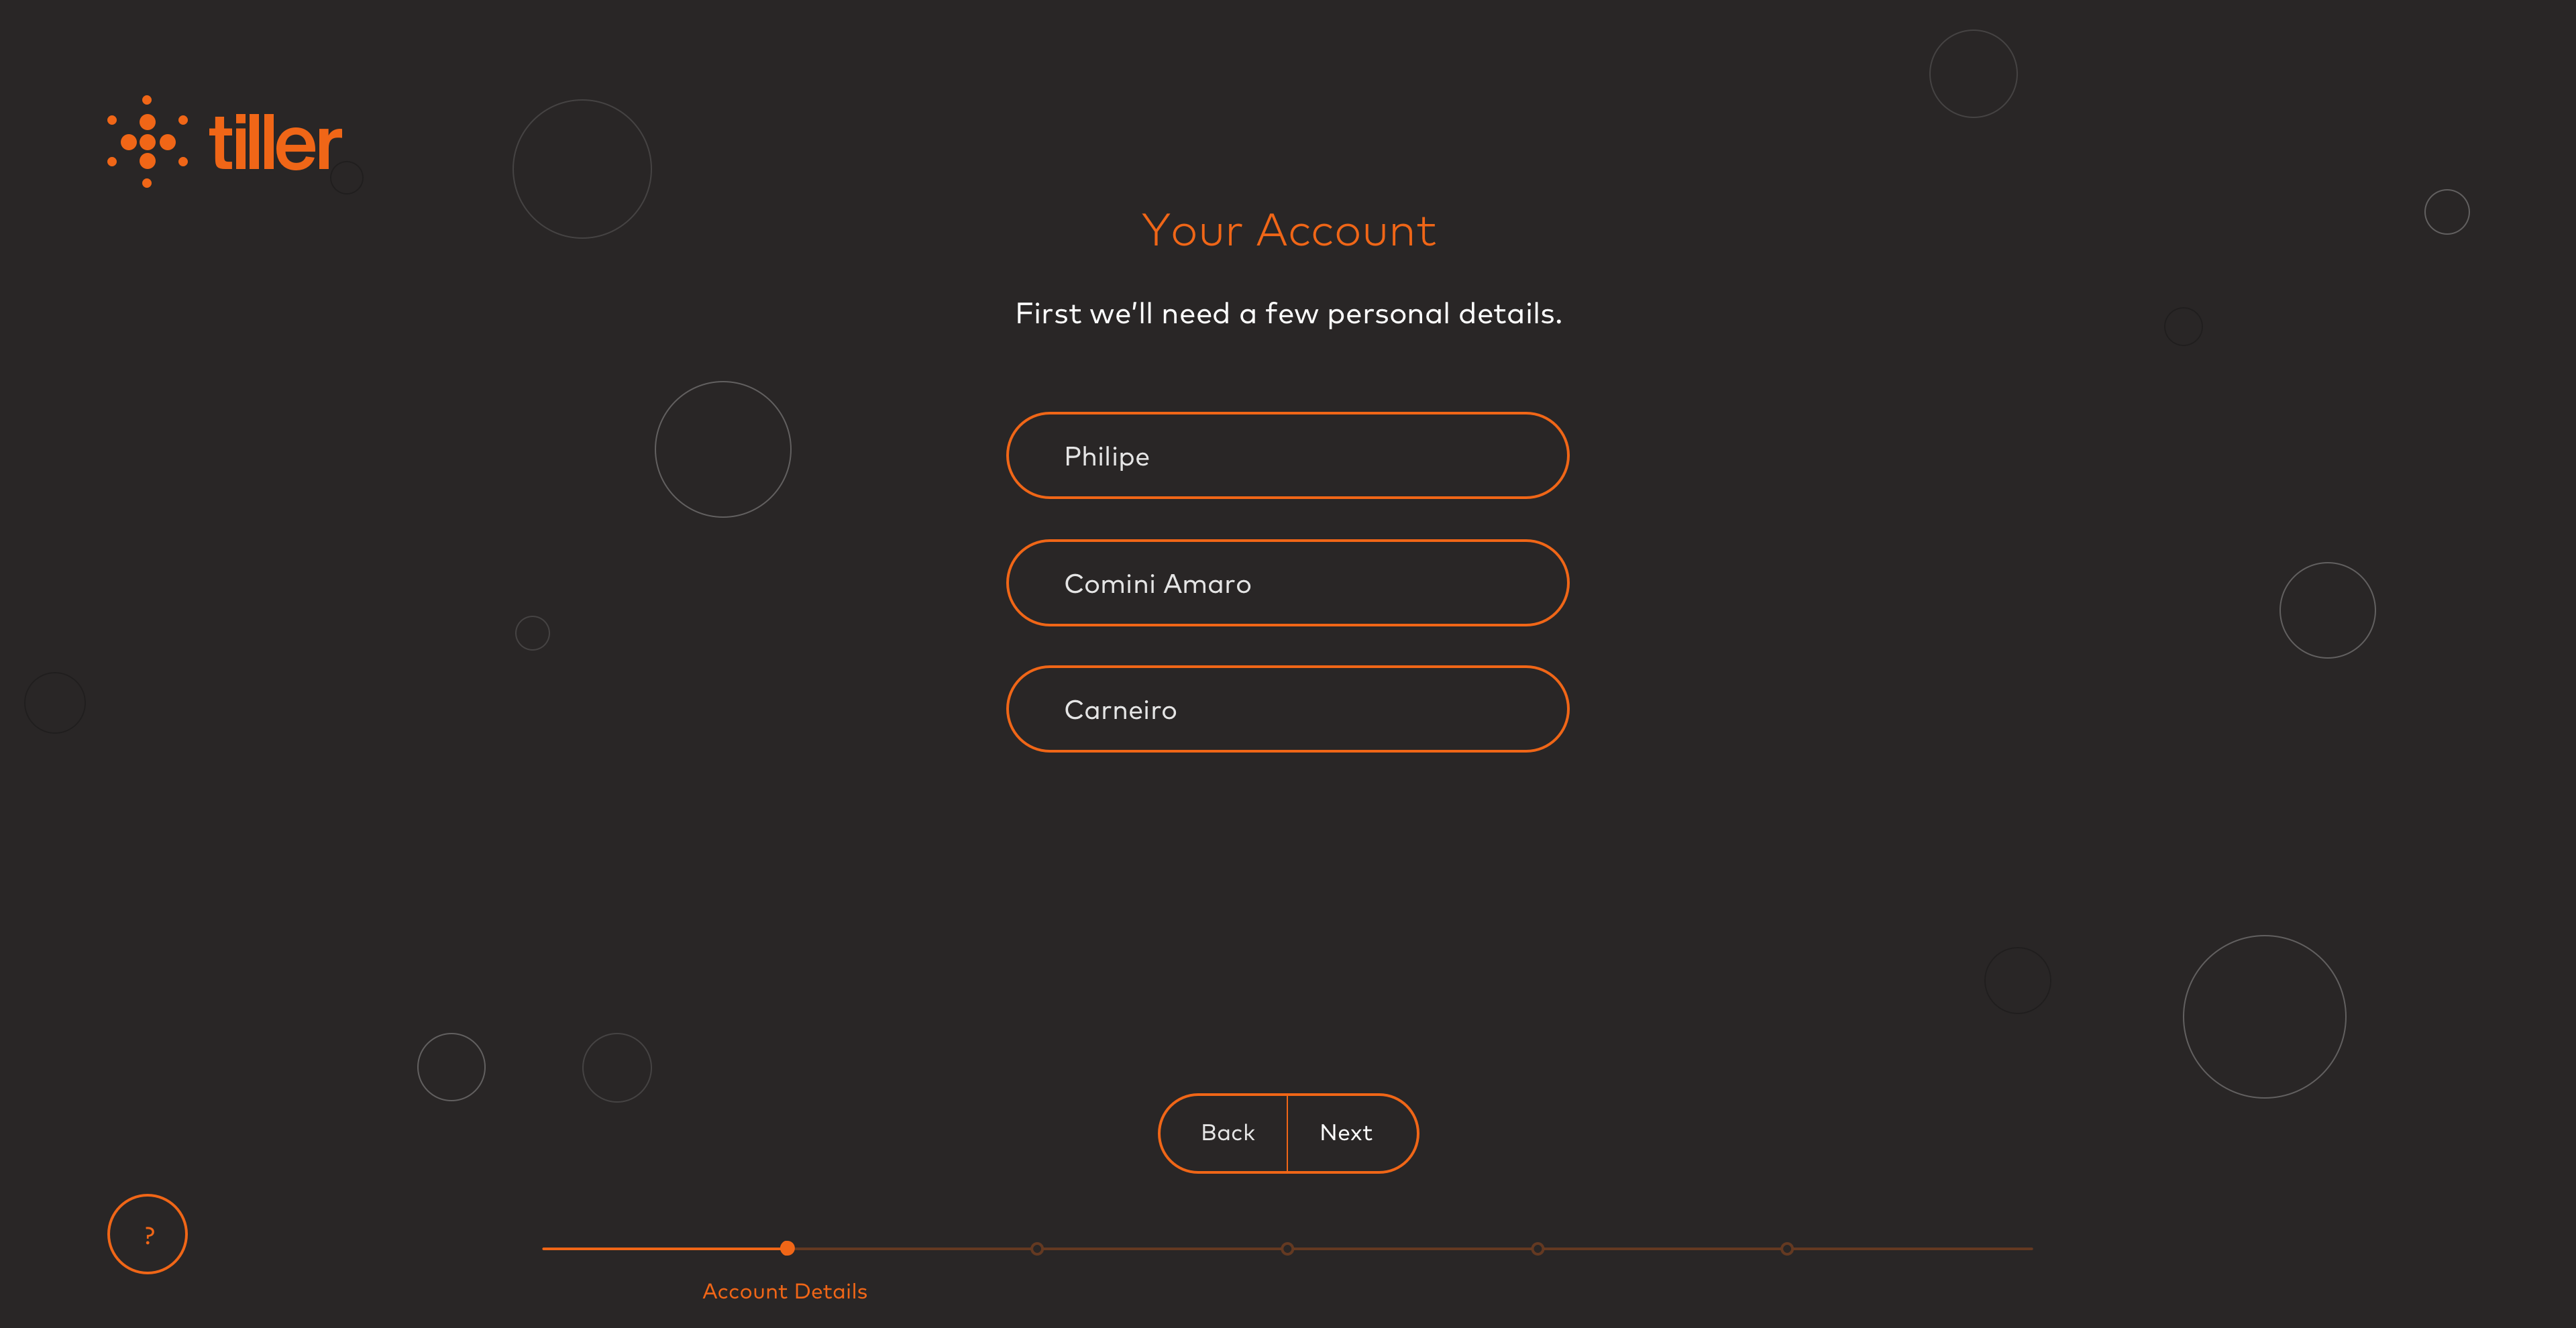 tiller
Your Account
First we’ll need a few personal details.
Philipe
Comini Amaro
Carneiro
Back
Next
?
Account Details